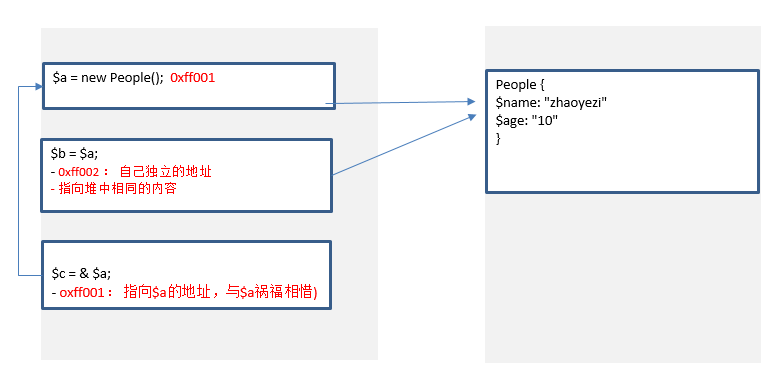 $a = new People();  0xff001
$b = $a;
- 0xff002 ： 自己独立的地址
- 指向堆中相同的内容
$c = & $a;
- oxff001 ： 指向$a的地址，与$a祸福相惜)
People {
$name: "zhaoyezi"
$age: "10"
}